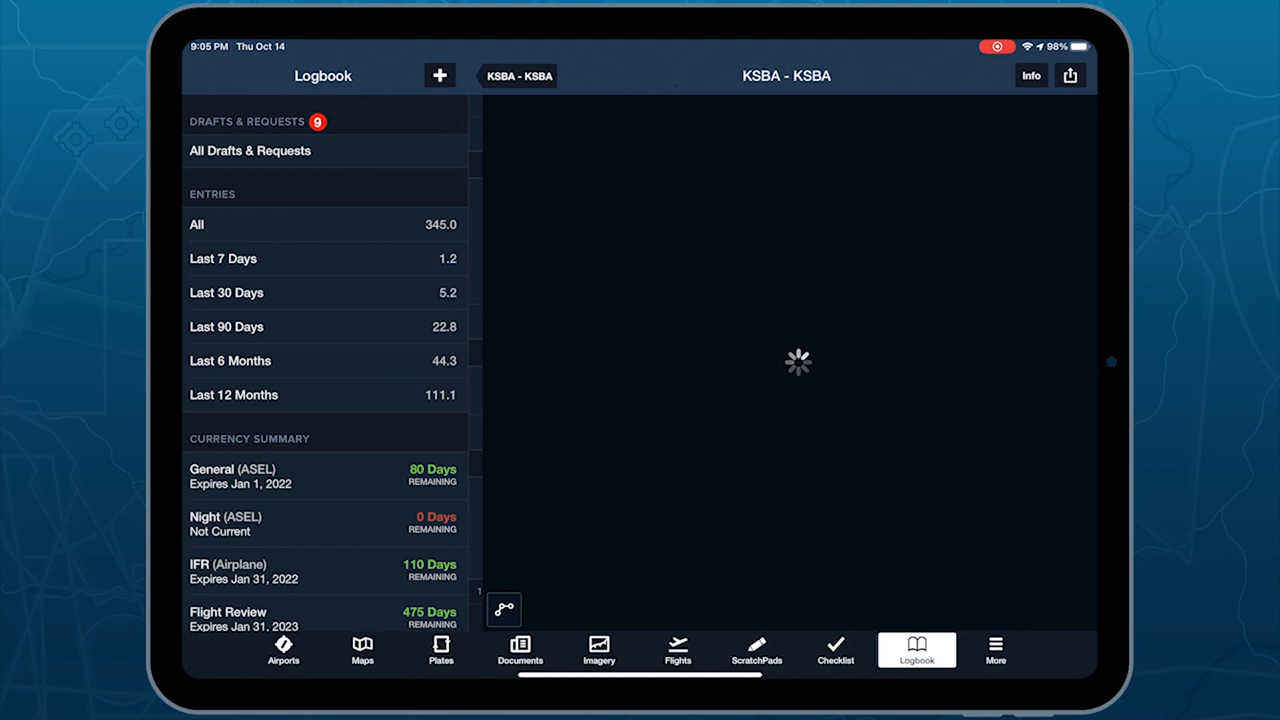 9:05 PM Thu Oct 14
98%
Logbook
KSBA - KSBA
KSBA - KSBA
Info
DRAFTS & REQUESTS 9
All Drafts & Requests
ENTRIES
All 345.0
Last 7 Days 1.2
Last 30 Days 5.2
Last 90 Days 22.8
Last 6 Months 44.3
Last 12 Months 111.1
CURRENCY SUMMARY
General (ASEL) 80 Days
Expires Jan 1, 2022 REMAINING
Night (ASEL) 0 Days
Not Current REMAINING
IFR (Airplane) 110 Days
Expires Jan 31, 2022 REMAINING
Flight Review 475 Days
Expires Jan 31, 2023 REMAINING
1
Airports Maps Plates Documents Imagery Flights ScratchPads Checklist Logbook More